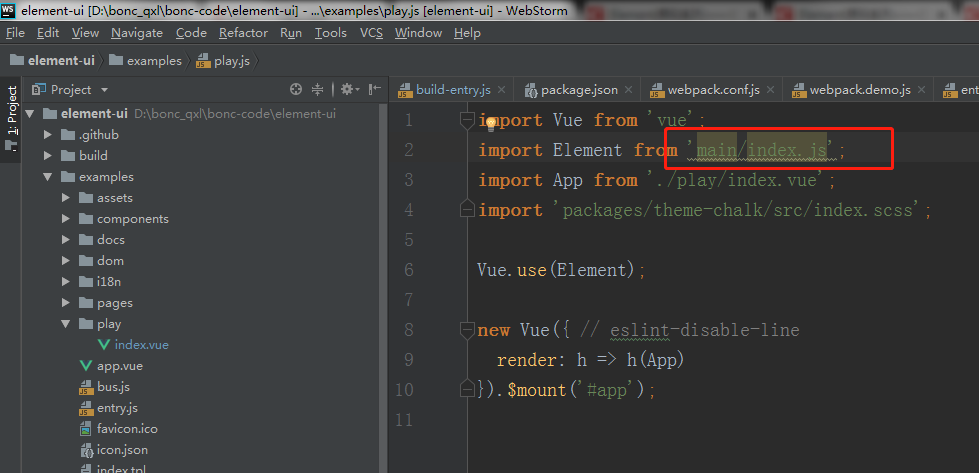 WS element-ui [D:\bonc_qxl\bonc-code\element-ui] - ...\examples\play.js [element-ui] - WebStorm
File Edit View Navigate Code Refactor Run Tools VCS Window Help
element-ui examples play.js
1: Project
Project
build-entry.js package.json webpack.conf.js webpack.demo.js ent
element-ui D:\bonc_qxl\bonc-code\element-ui
.github
build
examples
assets
components
docs
dom
i18n
pages
play
index.vue
app.vue
bus.js
entry.js
favicon.ico
icon.json
index.tpl
1 import Vue from 'vue';
2 import Element from 'main/index.js';
3 import App from './play/index.vue';
4 import 'packages/theme-chalk/src/index.scss';
5
6 Vue.use(Element);
7
8 new Vue({ // eslint-disable-line
9 render: h => h(App)
10 }).$mount('#app');
11